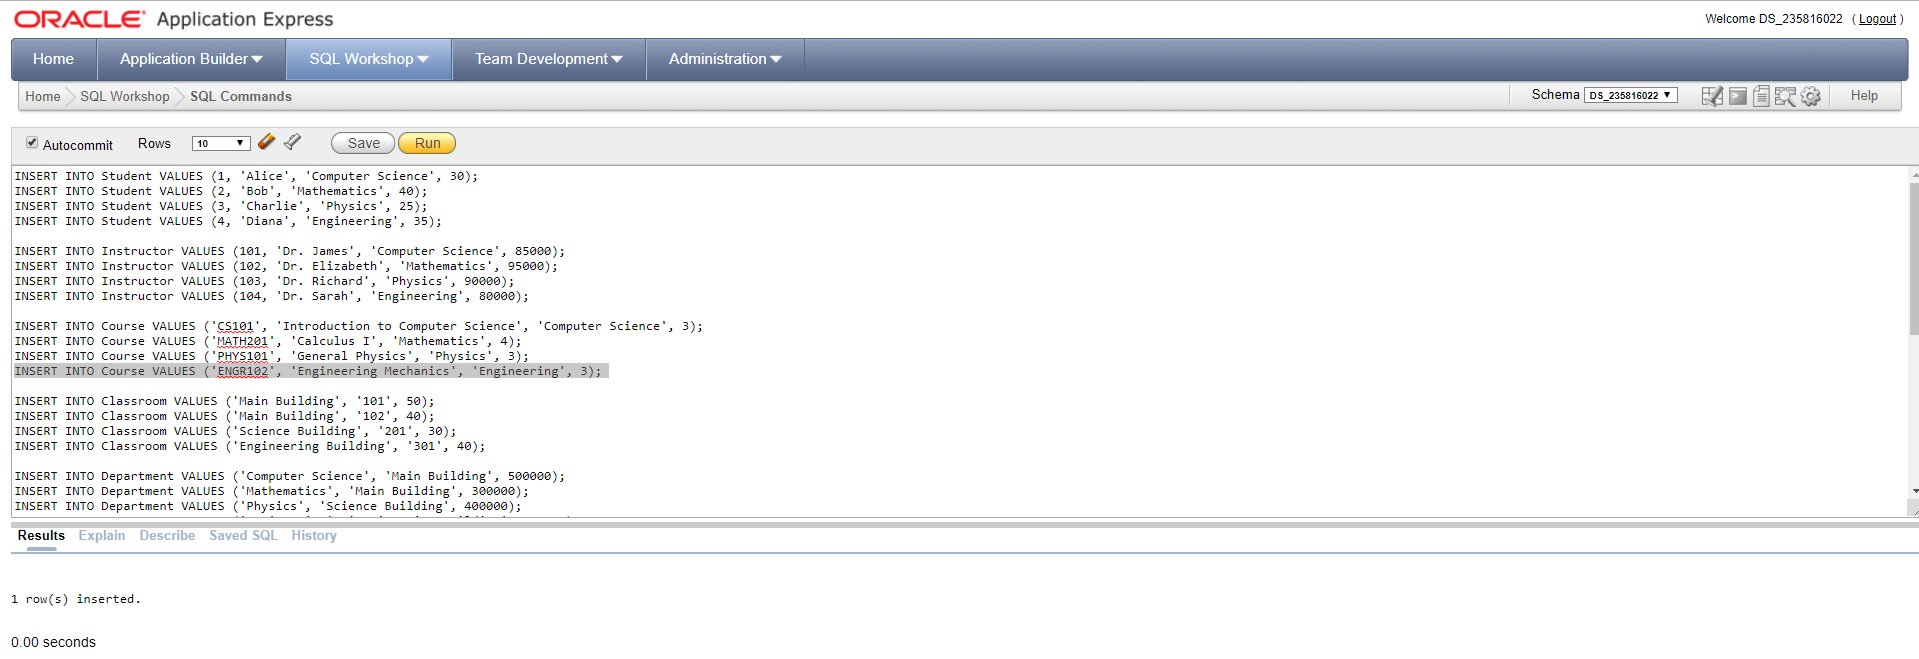 ORACLE Application Express
Welcome DS_235816022 ( Logout )
Home Application Builder SQL Workshop Team Development Administration
Home SQL Workshop SQL Commands
Schema DS_235816022 Help
Autocommit Rows 10 Save Run
INSERT INTO Student VALUES (1, 'Alice', 'Computer Science', 30);
INSERT INTO Student VALUES (2, 'Bob', 'Mathematics', 40);
INSERT INTO Student VALUES (3, 'Charlie', 'Physics', 25);
INSERT INTO Student VALUES (4, 'Diana', 'Engineering', 35);
INSERT INTO Instructor VALUES (101, 'Dr. James', 'Computer Science', 85000);
INSERT INTO Instructor VALUES (102, 'Dr. Elizabeth', 'Mathematics', 95000);
INSERT INTO Instructor VALUES (103, 'Dr. Richard', 'Physics', 90000);
INSERT INTO Instructor VALUES (104, 'Dr. Sarah', 'Engineering', 80000);
INSERT INTO Course VALUES ('CS101', 'Introduction to Computer Science', 'Computer Science', 3);
INSERT INTO Course VALUES ('MATH201', 'Calculus I', 'Mathematics', 4);
INSERT INTO Course VALUES ('PHYS101', 'General Physics', 'Physics', 3);
INSERT INTO Course VALUES ('ENGR102', 'Engineering Mechanics', 'Engineering', 3);
INSERT INTO Classroom VALUES ('Main Building', '101', 50);
INSERT INTO Classroom VALUES ('Main Building', '102', 40);
INSERT INTO Classroom VALUES ('Science Building', '201', 30);
INSERT INTO Classroom VALUES ('Engineering Building', '301', 40);
INSERT INTO Department VALUES ('Computer Science', 'Main Building', 500000);
INSERT INTO Department VALUES ('Mathematics', 'Main Building', 300000);
INSERT INTO Department VALUES ('Physics', 'Science Building', 400000);
Results Explain Describe Saved SQL History
1 row(s) inserted.
0.00 seconds